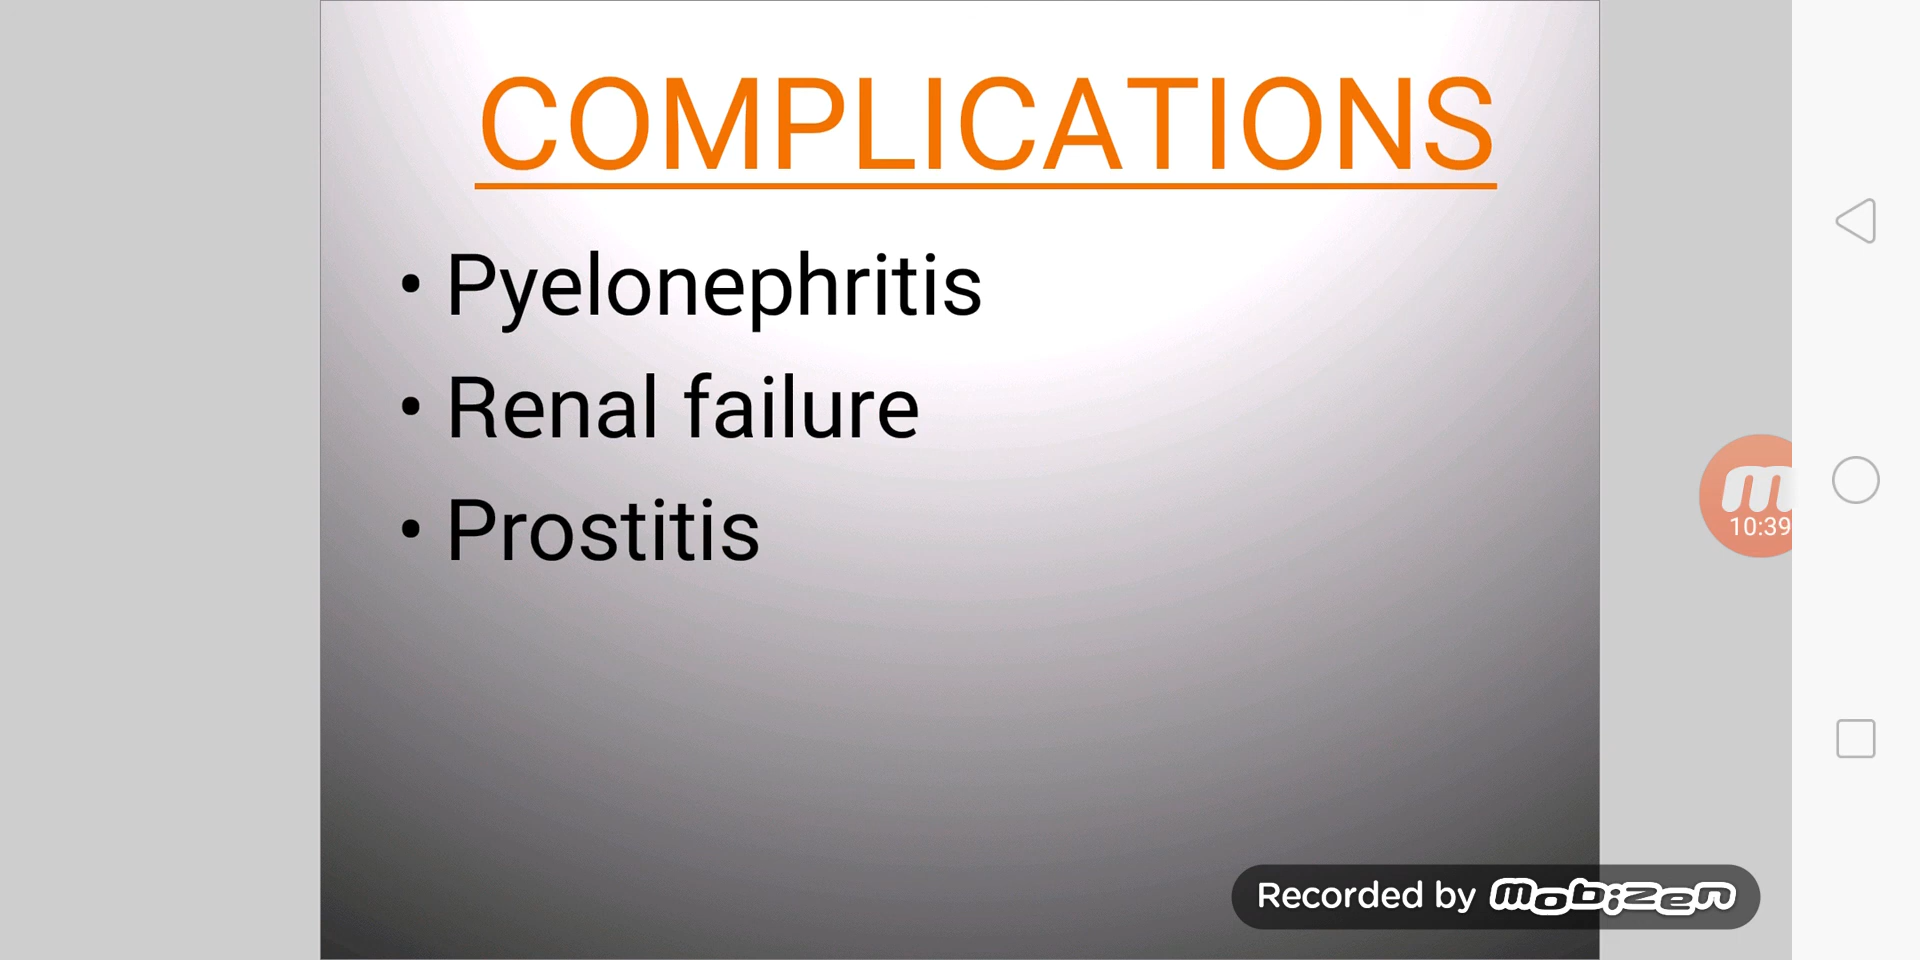 COMPLICATIONS
• Pyelonephritis
• Renal failure
• Prostitis
m
10:39
Recorded by mobizen